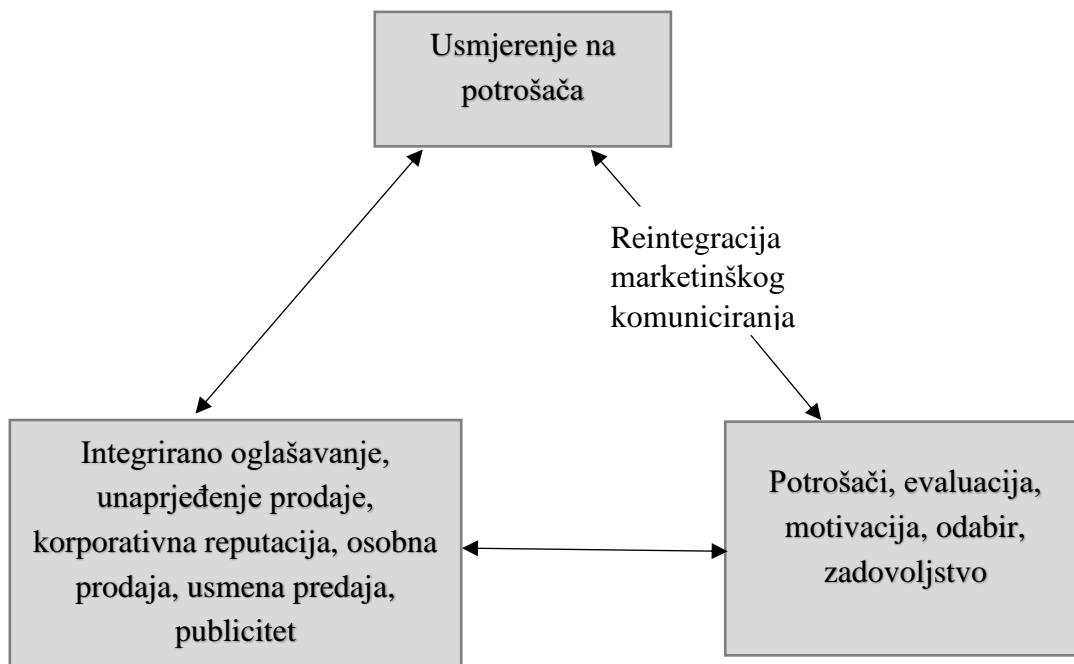 Usmjerenje na
potrošača
Reintegracija
marketinškog
komuniciranja
Integrirano oglašavanje,
unaprjeđenje prodaje,
korporativna reputacija, osobna
prodaja, usmena predaja,
publicitet
Potrošači, evaluacija,
motivacija, odabir,
zadovoljstvo